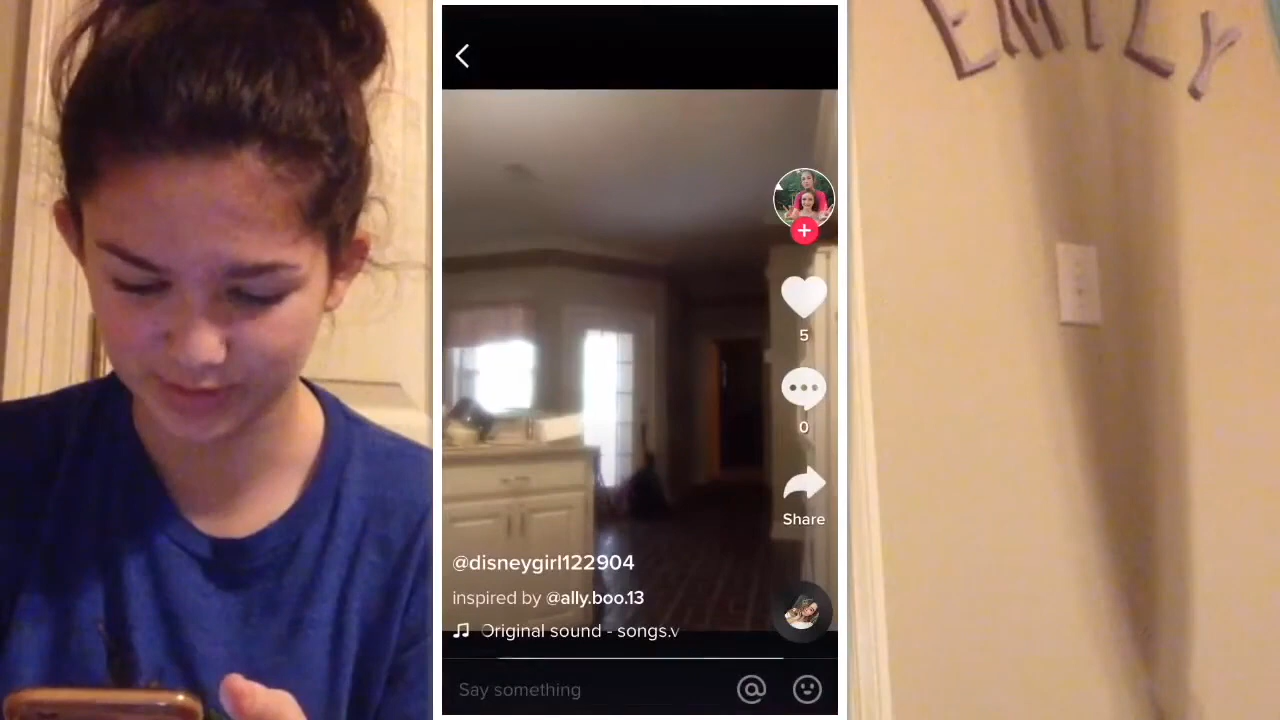 5
0
Share
@disneygirl122904
inspired by @ally.boo.13
Original sound - songs.v
Say something
EMILY